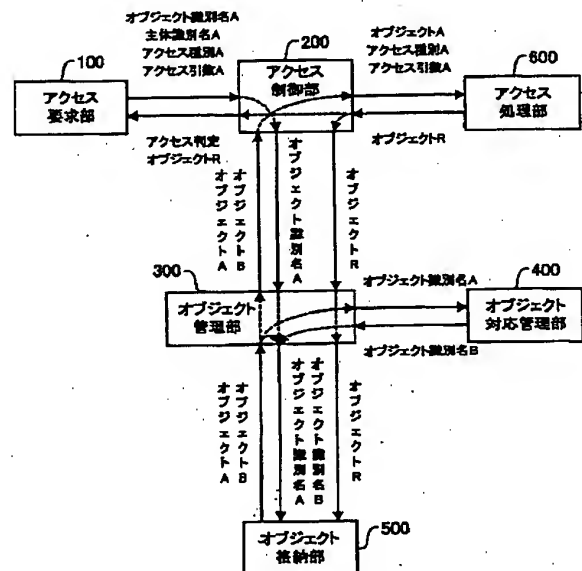 オブジェクト識別名A
主体識別名A
アクセス種別A
アクセス引数A
100
アクセス
要求部
200
アクセス
制御部
オブジェクトA
アクセス種別A
アクセス引数A
600
アクセス
処理部
アクセス判定
オブジェクトR
オブジェクトR
オブジェクトA
オブジェクトB
オブジェクト識別名A
オブジェクトR
300
オブジェクト
管理部
オブジェクト識別名A
400
オブジェクト
対応管理部
オブジェクト識別名B
オブジェクトA
オブジェクトB
オブジェクト識別名A
オブジェクト識別名B
オブジェクトR
オブジェクト
格納部
500